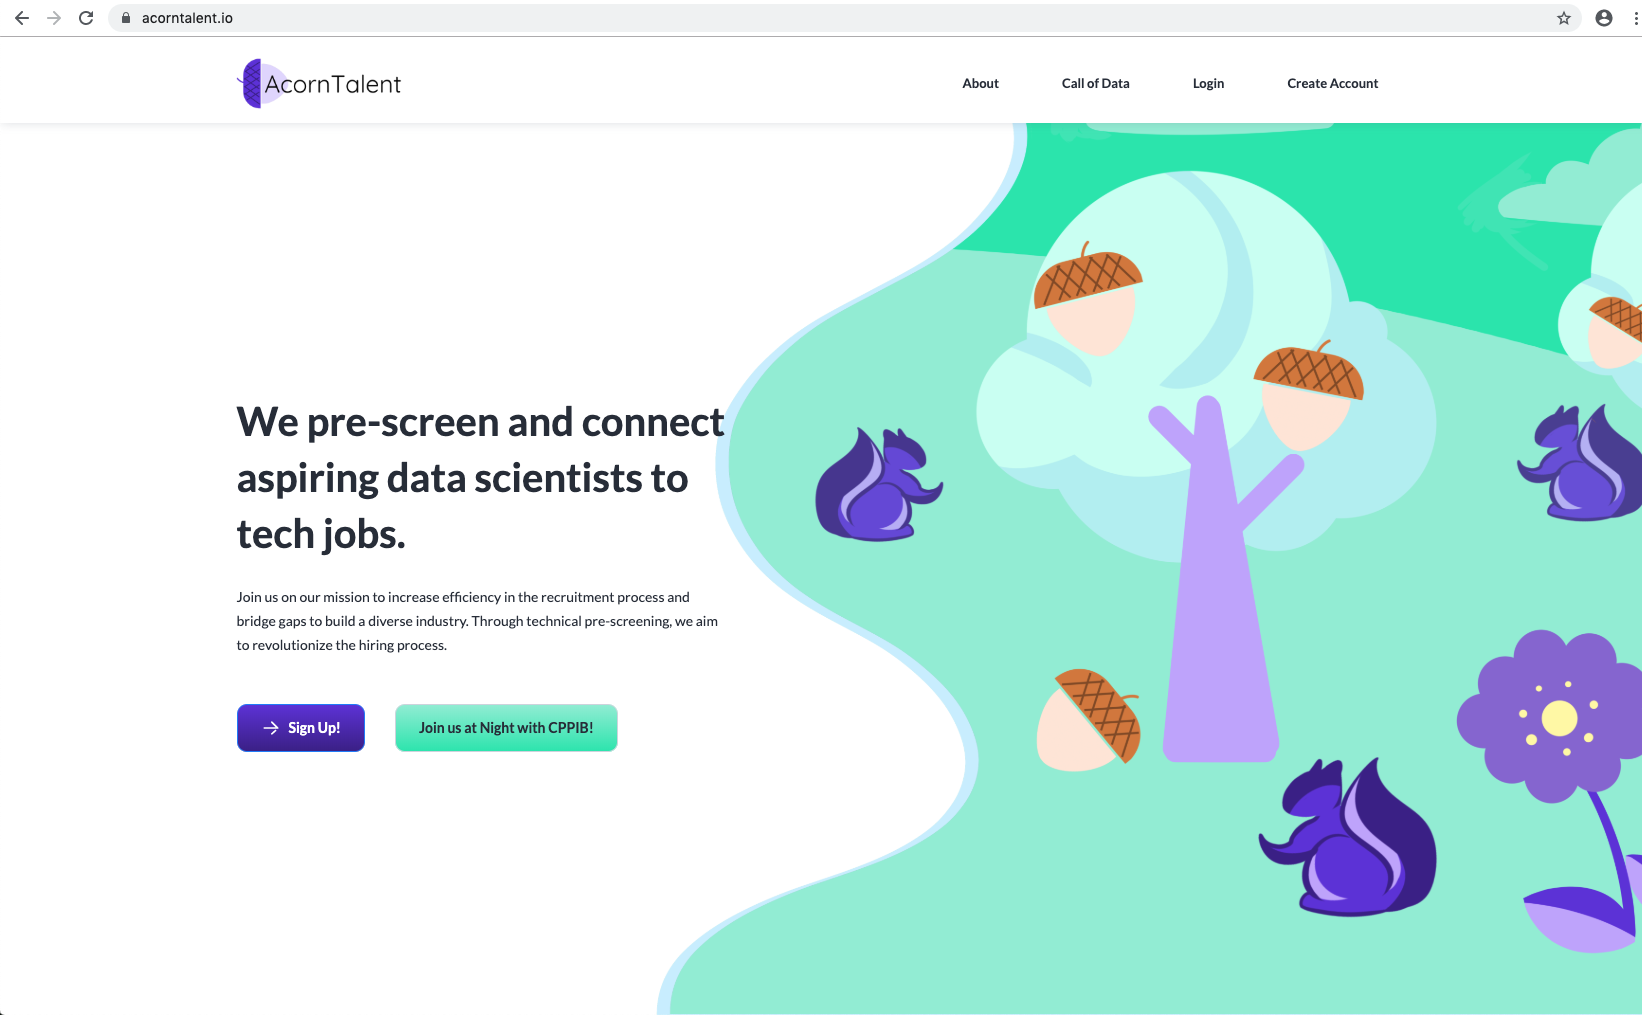 acorntalent.io
AcornTalent
About
Call of Data
Login
Create Account
We pre-screen and connect
aspiring data scientists to
tech jobs.
Join us on our mission to increase efficiency in the recruitment process and
bridge gaps to build a diverse industry. Through technical pre-screening, we aim
to revolutionize the hiring process.
Sign Up!
Join us at Night with CPPIB!